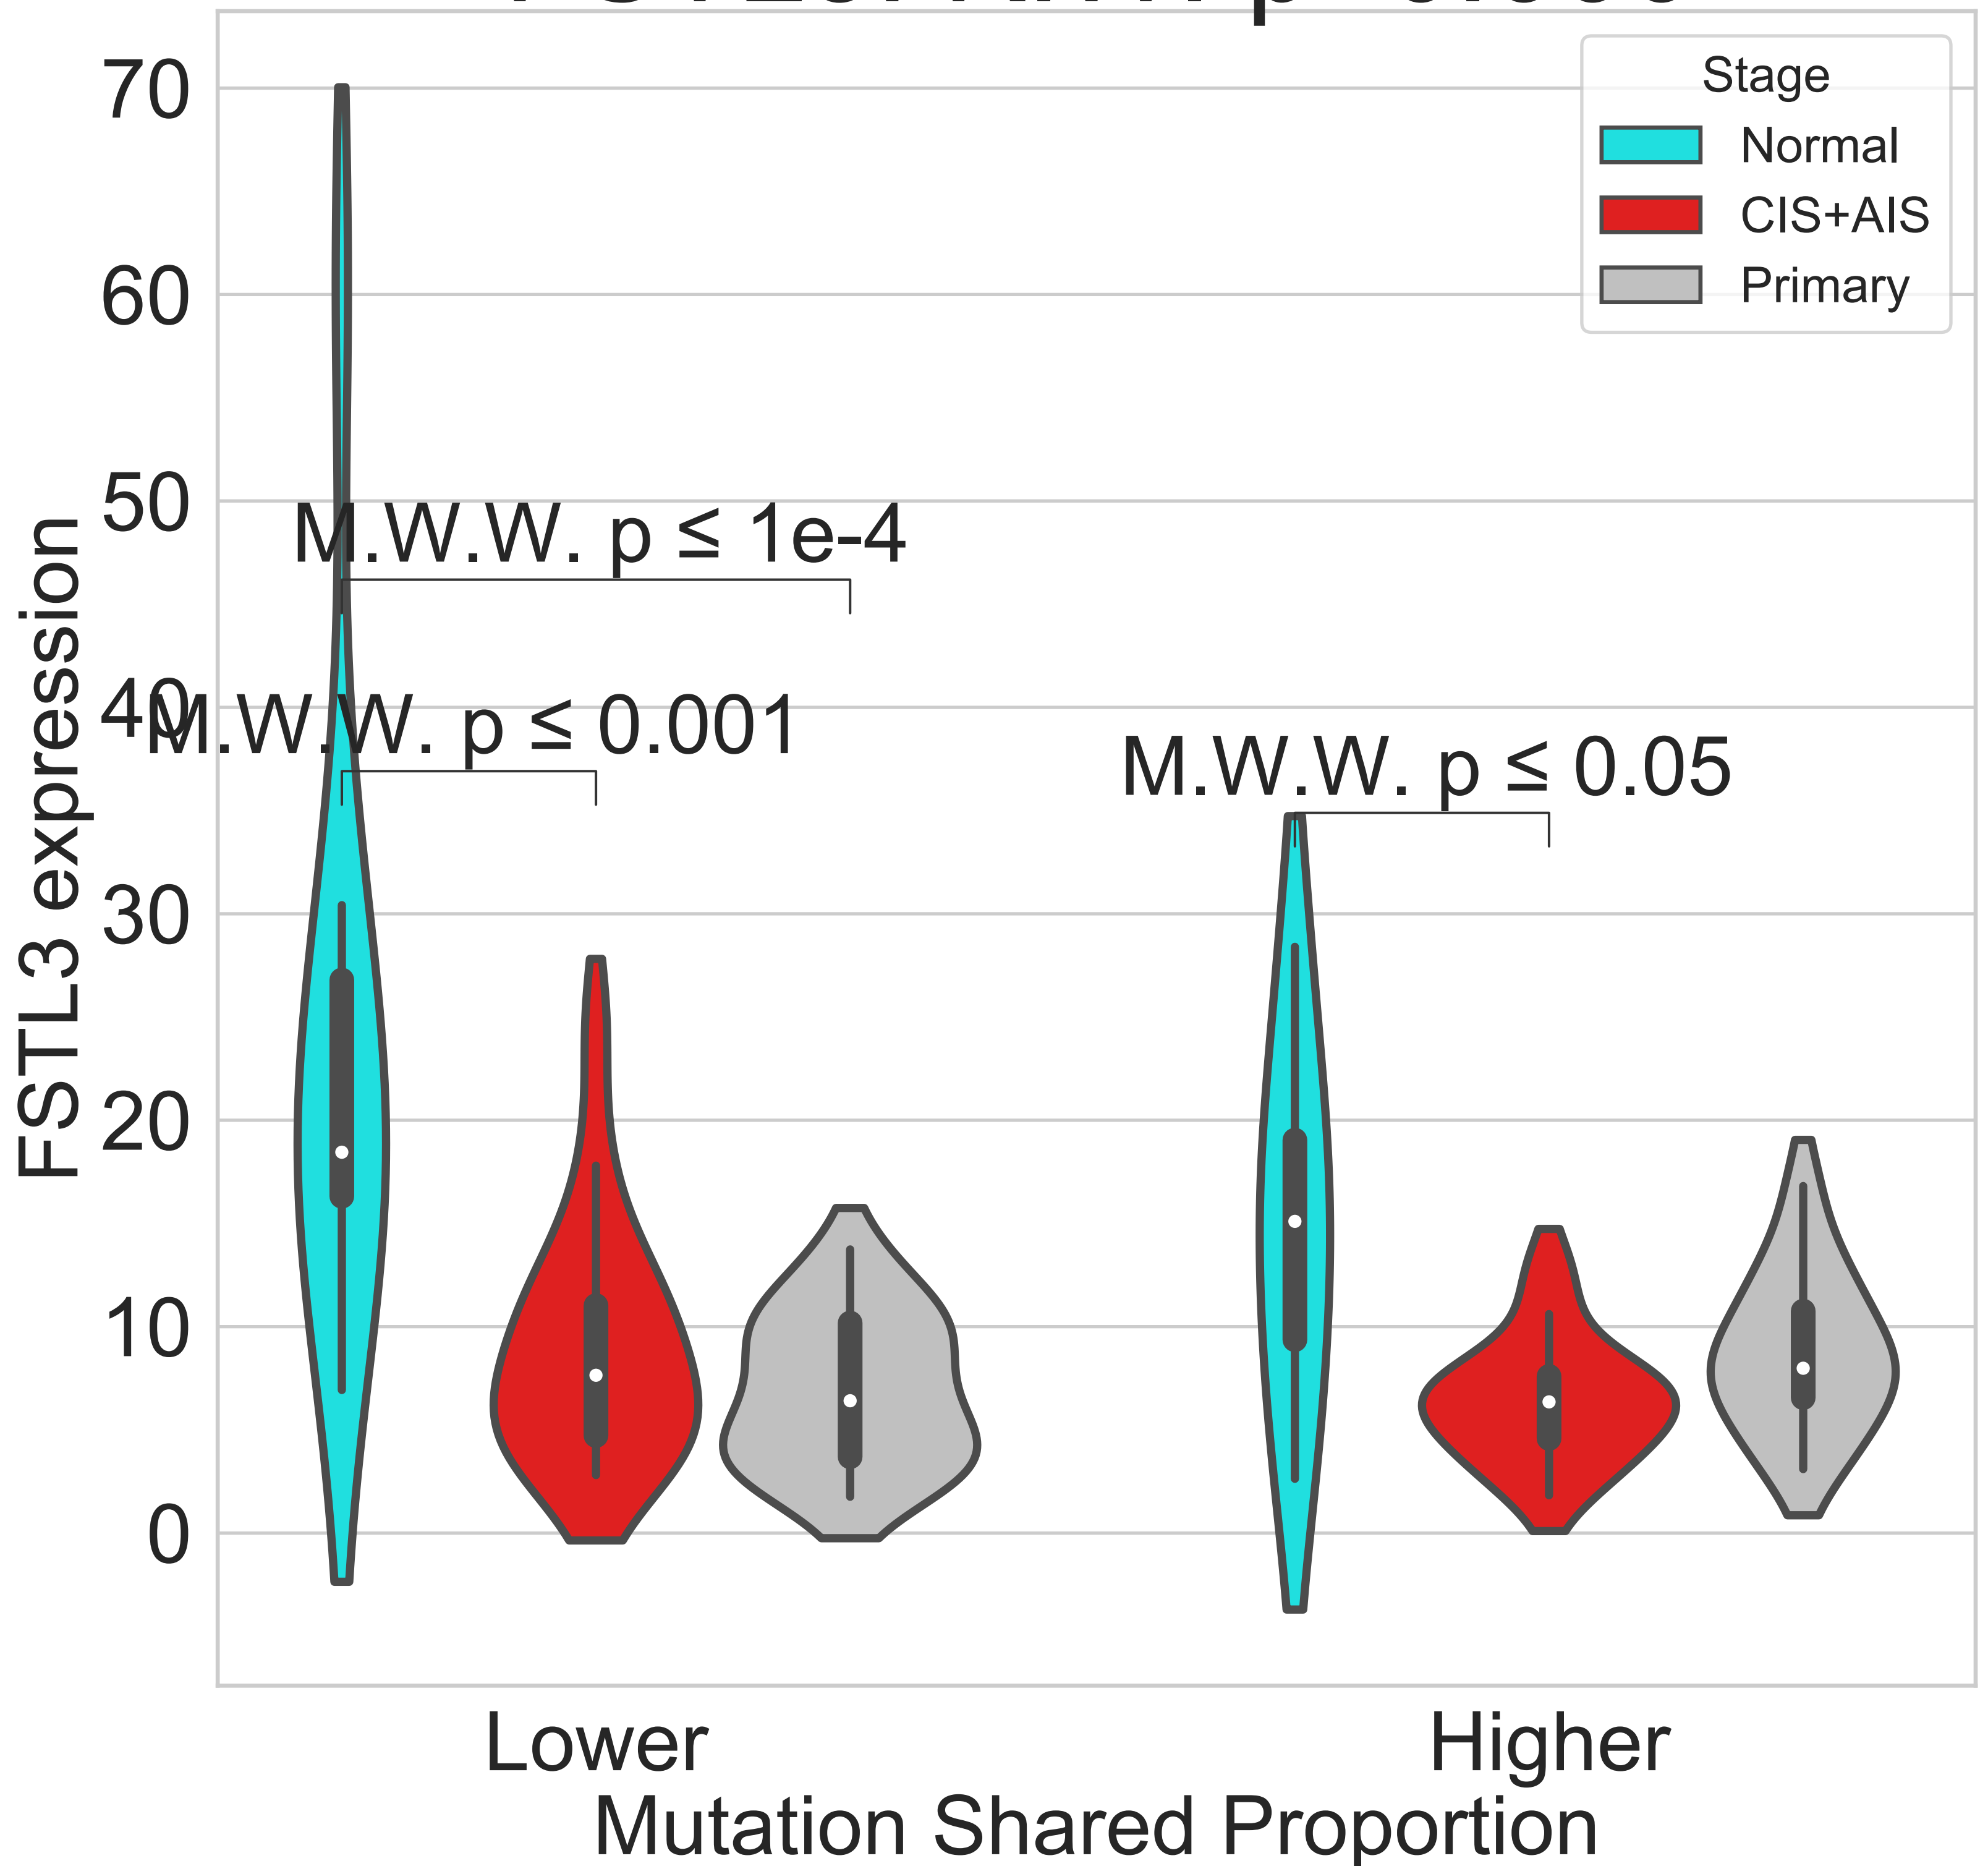 70
60
50
40
30
20
10
0
FSTL3 expression
Stage
Normal
CIS+AIS
Primary
M.W.W. p ≤ 1e-4
M.W.W. p ≤ 0.001
M.W.W. p ≤ 0.05
Lower
Higher
Mutation Shared Proportion